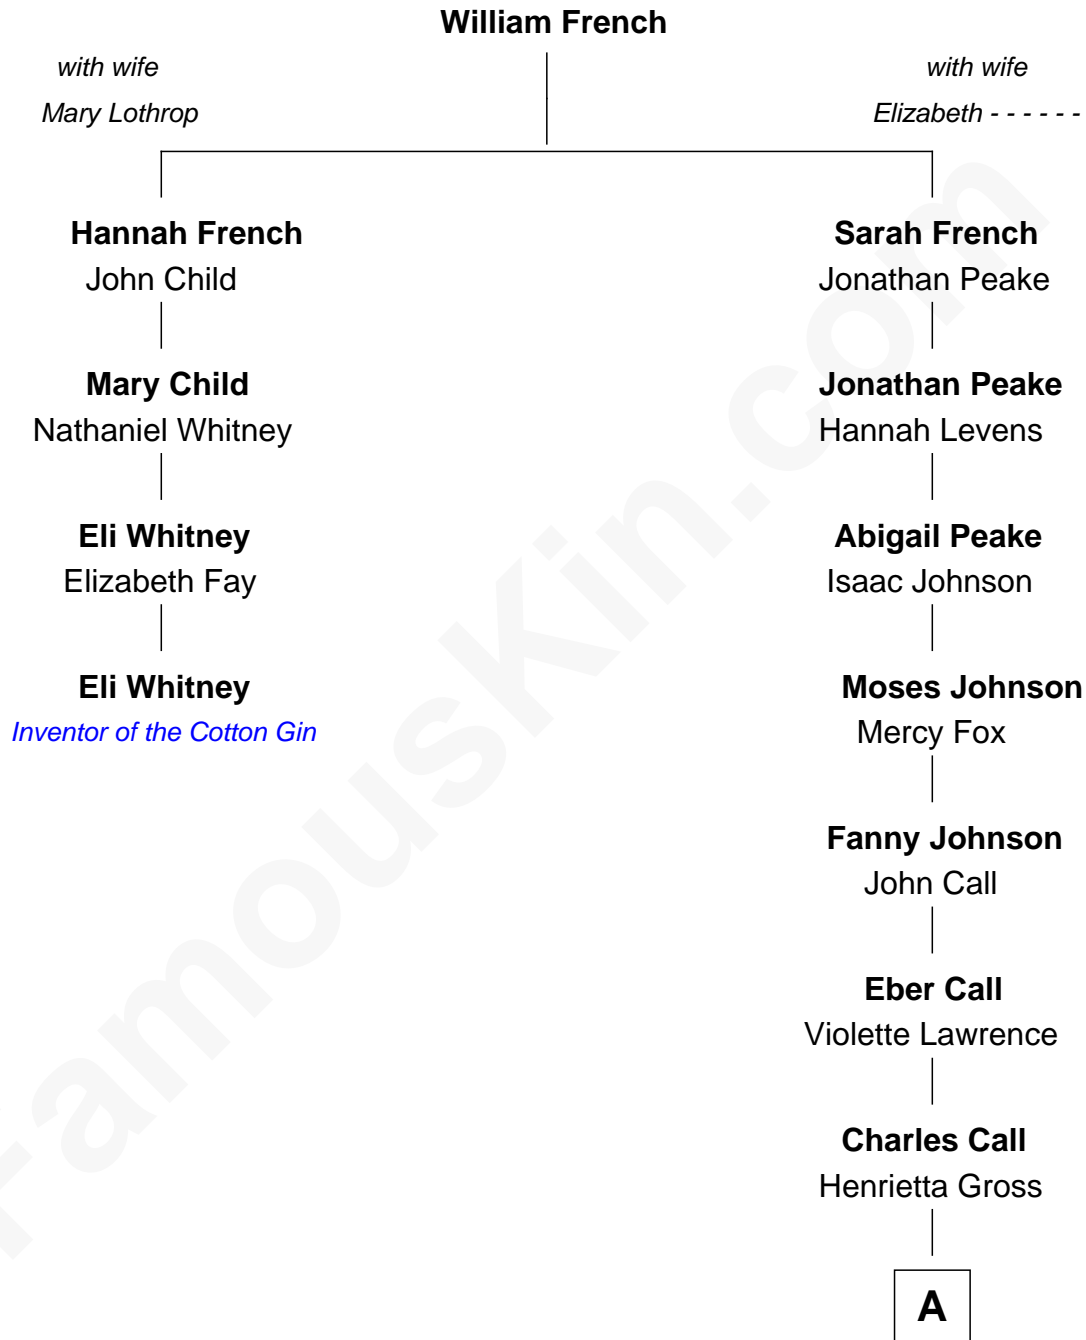 William French
with wife
Mary Lothrop
with wife
Elizabeth - - - - - -
Hannah French
John Child
Sarah French
Jonathan Peake
Mary Child
Nathaniel Whitney
Jonathan Peake
Hannah Levens
Eli Whitney
Elizabeth Fay
Abigail Peake
Isaac Johnson
Eli Whitney
Inventor of the Cotton Gin
Moses Johnson
Mercy Fox
Fanny Johnson
John Call
Eber Call
Violette Lawrence
Charles Call
Henrietta Gross
A
FamousKin.com